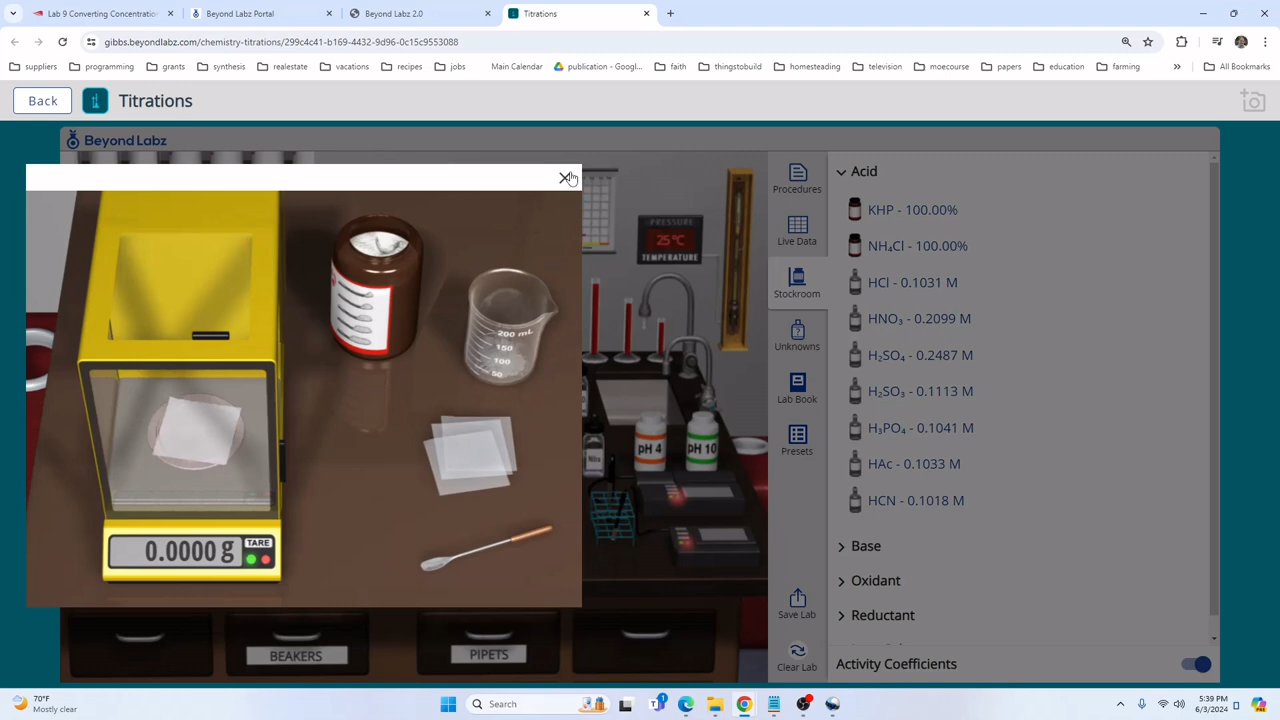 Lab 9 Converting Concentratio
Beyond Labz Portal
Beyond Labz 2.0
Titrations
gibbs.beyondlabz.com/chemistry-titrations/299c4c41-b169-4432-9d96-0c15c9553088
suppliers programming grants synthesis realestate vacations recipes jobs Main Calendar publication - Googl... faith thingstobuild homesteading television moecourse papers education farming » All Bookmarks
Back Titrations
Beyond Labz
PRESSURE
25°C
TEMPERATURE
200 mL
150
100
50
pH 4
pH 10
0.0000 g
TARE
BEAKERS
PIPETS
Procedures
Live Data
Stockroom
Unknowns
Lab Book
Presets
Save Lab
Clear Lab
Acid
KHP - 100.00%
NH₄Cl - 100.00%
HCl - 0.1031 M
HNO₃ - 0.2099 M
H₂SO₄ - 0.2487 M
H₂SO₃ - 0.1113 M
H₃PO₄ - 0.1041 M
HAc - 0.1033 M
HCN - 0.1018 M
Base
Oxidant
Reductant
Activity Coefficients
70°F
Mostly clear
Search
1
5:39 PM
6/3/2024